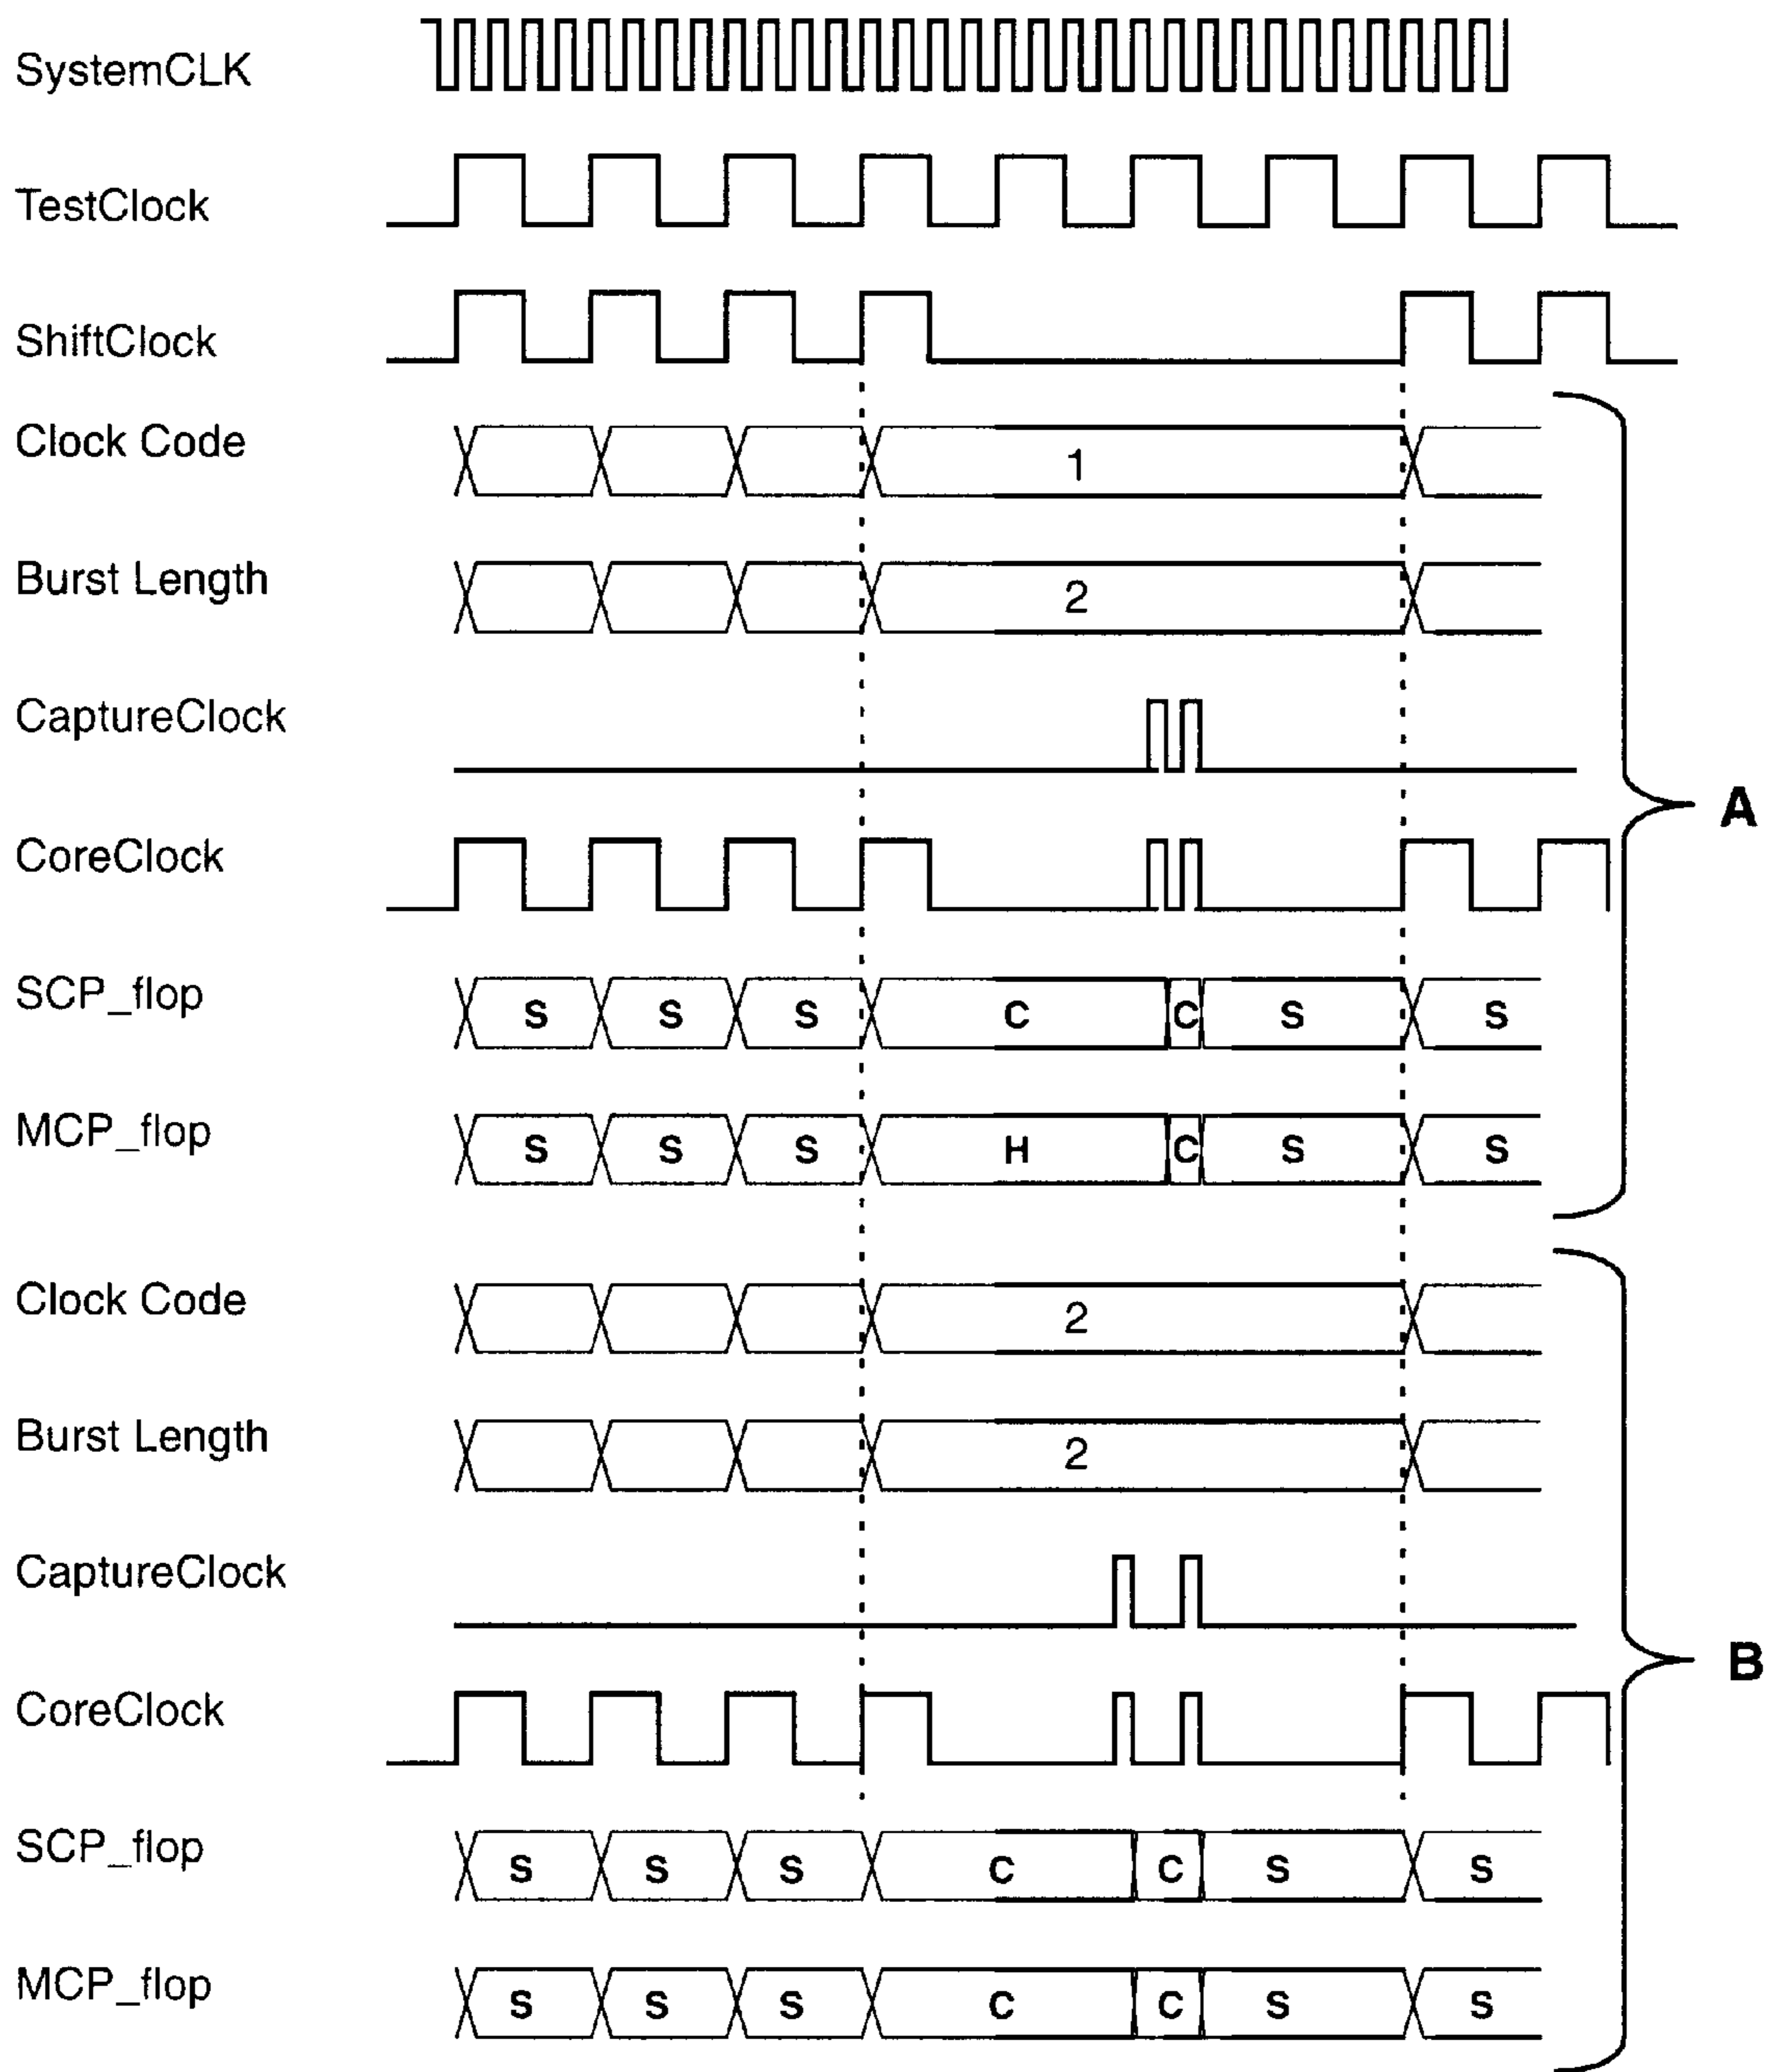 SystemCLK
TestClock
ShiftClock
Clock Code 1
Burst Length 2
CaptureClock
A
CoreClock
SCP_flop S S S C C S S
MCP_flop S S S H C S S
Clock Code 2
Burst Length 2
CaptureClock
B
CoreClock
SCP_flop S S S C C S S
MCP_flop S S S C C S S